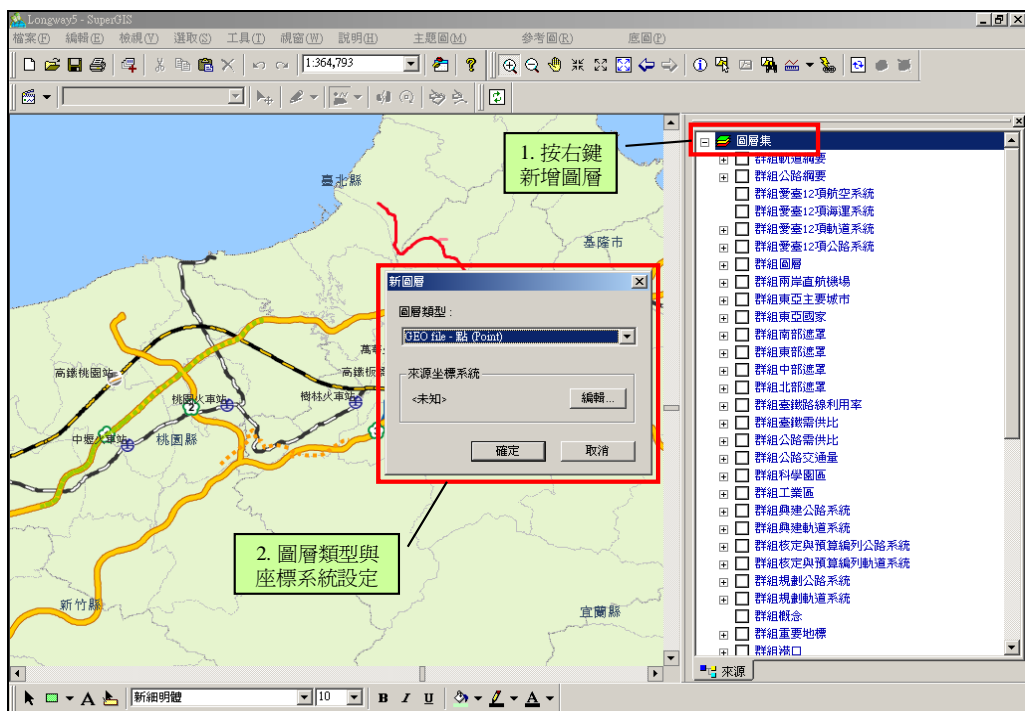 Longway5 - SuperGIS
檔案(F) 編輯(E) 檢視(V) 選取(S) 工具(T) 視窗(W) 說明(H) 主題圖(M) 參考圖(R) 底圖(P)
1:364,793
1. 按右鍵
新增圖層
圖層集
群組軌道綱要
群組公路綱要
群組愛臺12項航空系統
群組愛臺12項海運系統
群組愛臺12項軌道系統
群組愛臺12項公路系統
群組圖層
群組兩岸直航機場
群組東亞主要城市
群組東亞國家
群組南部遮罩
群組東部遮罩
群組中部遮罩
群組北部遮罩
群組臺鐵路線利用率
群組臺鐵需供比
群組公路需供比
群組公路交通量
群組科學園區
群組工業區
群組興建公路系統
群組興建軌道系統
群組核定與預算編列公路系統
群組核定與預算編列軌道系統
群組規劃公路系統
群組規劃軌道系統
群組概念
群組重要地標
群組港口
來源
臺北縣
基隆市
新圖層
圖層類型：
GEO file - 點 (Point)
來源坐標系統
<未知>
編輯...
確定
取消
高鐵桃園站
高鐵板
樹林火車站
桃園火車站
2
中壢火車站
桃園縣
2. 圖層類型與
座標系統設定
新竹縣
宜蘭縣
新細明體
10
B I U
A